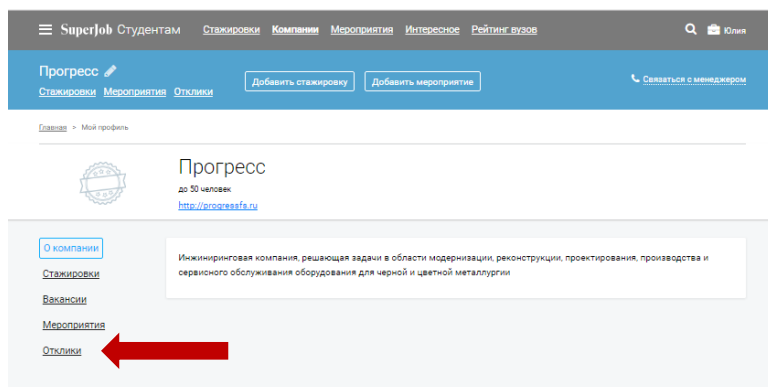 SuperJob Студентам Стажировки Компании Мероприятия Интересное Рейтинг вузов Юлия
Прогресс
Стажировки Мероприятия Отклики
Добавить стажировку Добавить мероприятие
Связаться с менеджером
Главная > Мой профиль
Прогресс
до 50 человек
http://progressfs.ru
О компании
Стажировки
Вакансии
Мероприятия
Отклики
Инжиниринговая компания, решающая задачи в области модернизации, реконструкции, проектирования, производства и
сервисного обслуживания оборудования для черной и цветной металлургии